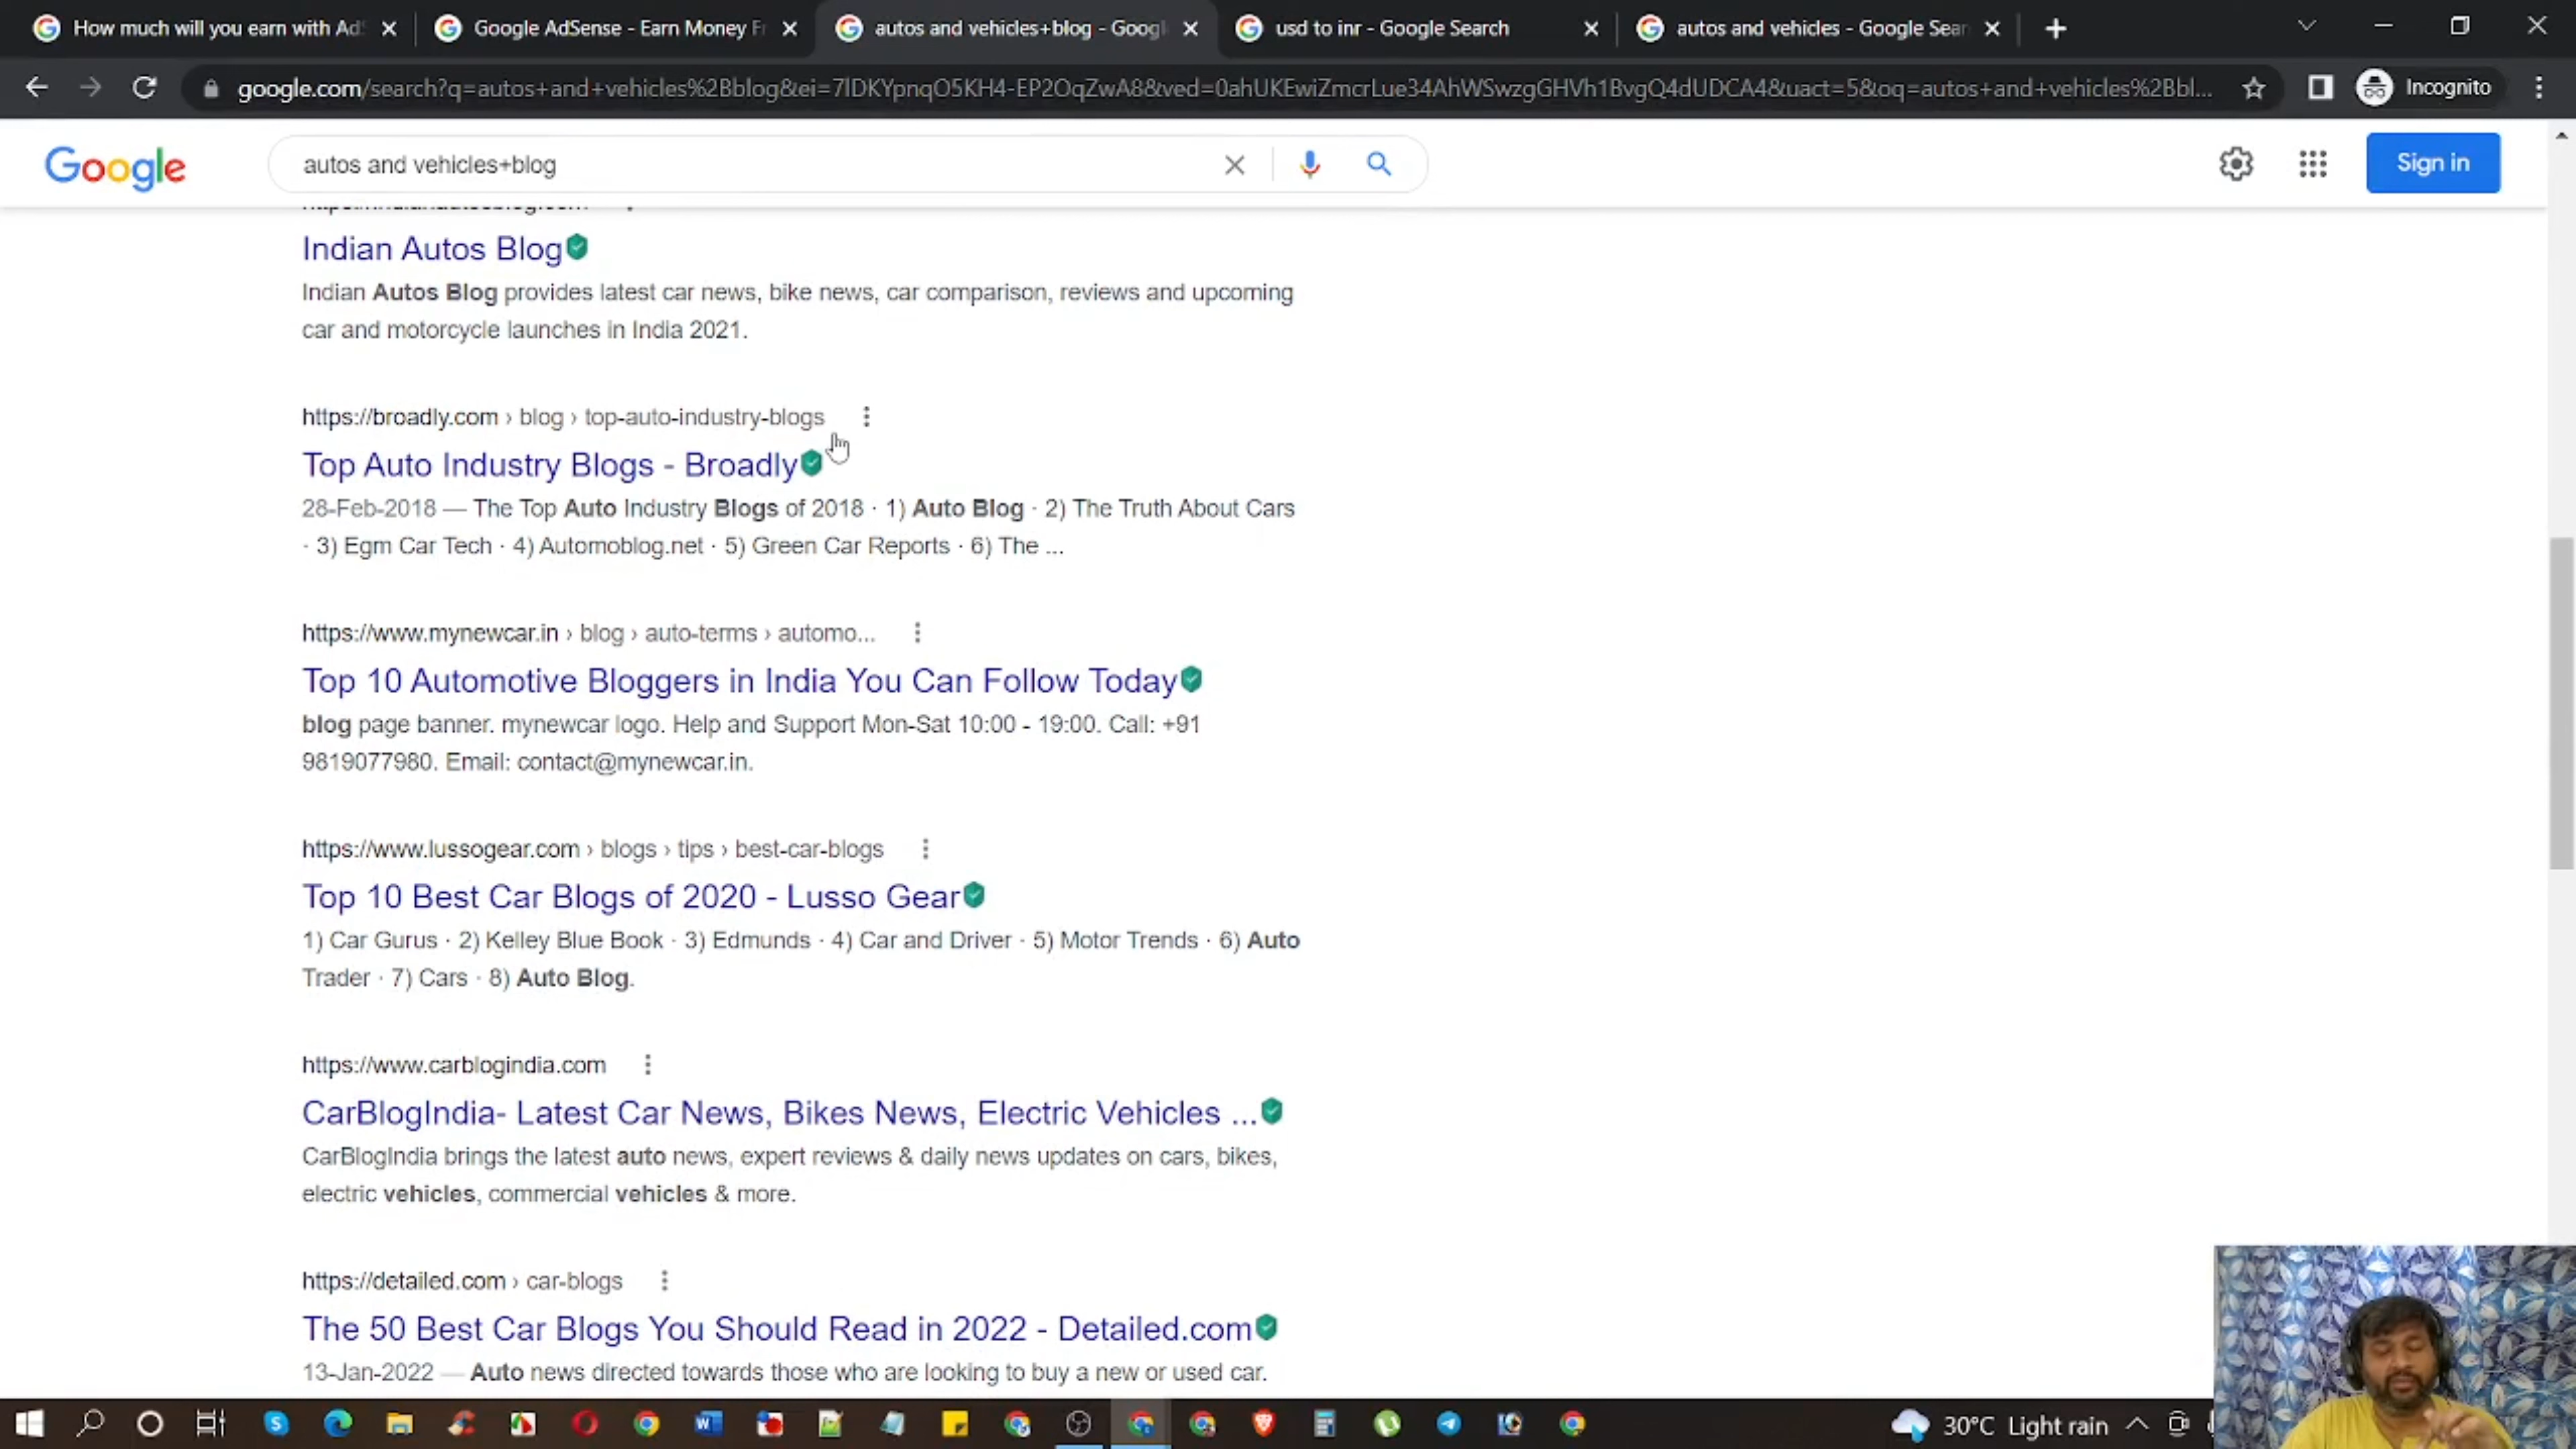 How much will you earn with Ad
Google AdSense - Earn Money F
autos and vehicles+blog - Googl
usd to inr - Google Search
autos and vehicles - Google Sear
google.com/search?q=autos+and+vehicles%2Bblog&ei=7lDKYpnqO5KH4-EP2OqZwA8&ved=0ahUKEwiZmcrLue34AhWSwzgGHVh1BvgQ4dUDCA4&uact=5&oq=autos+and+vehicles%2Bbl...
Incognito
Google
autos and vehicles+blog
Sign in
Indian Autos Blog
Indian Autos Blog provides latest car news, bike news, car comparison, reviews and upcoming
car and motorcycle launches in India 2021.
https://broadly.com › blog › top-auto-industry-blogs
Top Auto Industry Blogs - Broadly
28-Feb-2018 — The Top Auto Industry Blogs of 2018 · 1) Auto Blog · 2) The Truth About Cars
· 3) Egm Car Tech · 4) Automoblog.net · 5) Green Car Reports · 6) The ...
https://www.mynewcar.in › blog › auto-terms › automo...
Top 10 Automotive Bloggers in India You Can Follow Today
blog page banner. mynewcar logo. Help and Support Mon-Sat 10:00 - 19:00. Call: +91
9819077980. Email: contact@mynewcar.in.
https://www.lussogear.com › blogs › tips › best-car-blogs
Top 10 Best Car Blogs of 2020 - Lusso Gear
1) Car Gurus · 2) Kelley Blue Book · 3) Edmunds · 4) Car and Driver · 5) Motor Trends · 6) Auto
Trader · 7) Cars · 8) Auto Blog.
https://www.carblogindia.com
CarBlogIndia- Latest Car News, Bikes News, Electric Vehicles ...
CarBlogIndia brings the latest auto news, expert reviews & daily news updates on cars, bikes,
electric vehicles, commercial vehicles & more.
https://detailed.com › car-blogs
The 50 Best Car Blogs You Should Read in 2022 - Detailed.com
13-Jan-2022 — Auto news directed towards those who are looking to buy a new or used car.
30°C Light rain